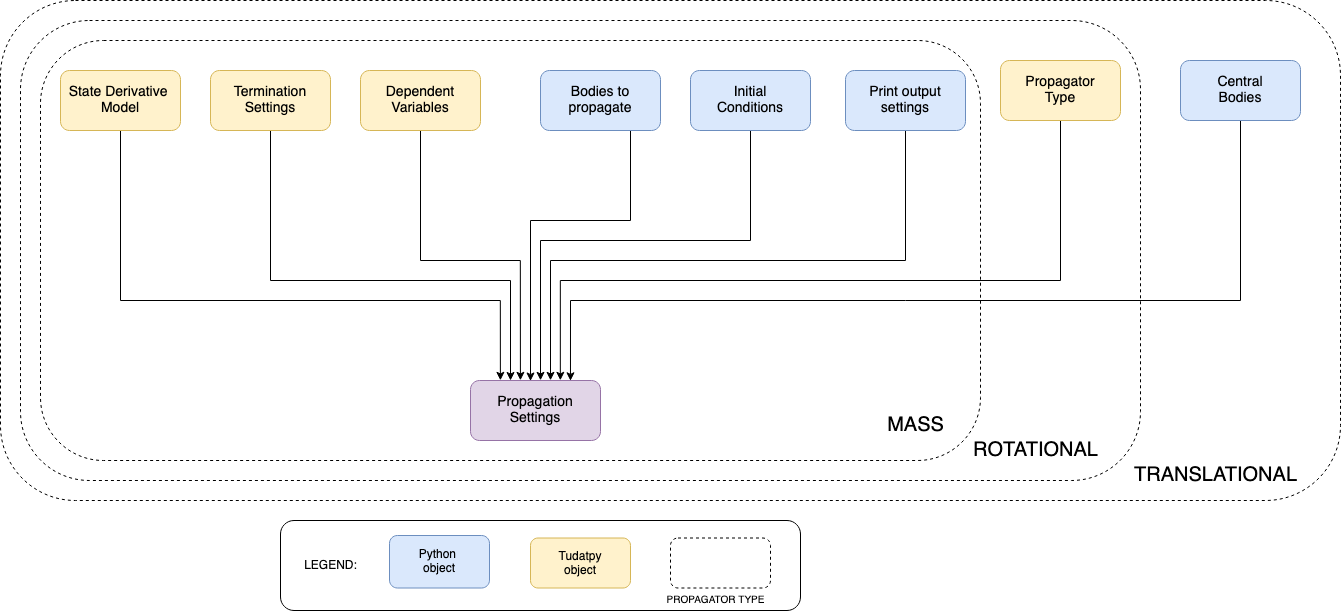 State Derivative
Model
Termination
Settings
Dependent
Variables
Bodies to
propagate
Initial
Conditions
Print output
settings
Propagator
Type
Central
Bodies
Propagation
Settings
MASS
ROTATIONAL
TRANSLATIONAL
LEGEND:
Python
object
Tudatpy
object
PROPAGATOR TYPE